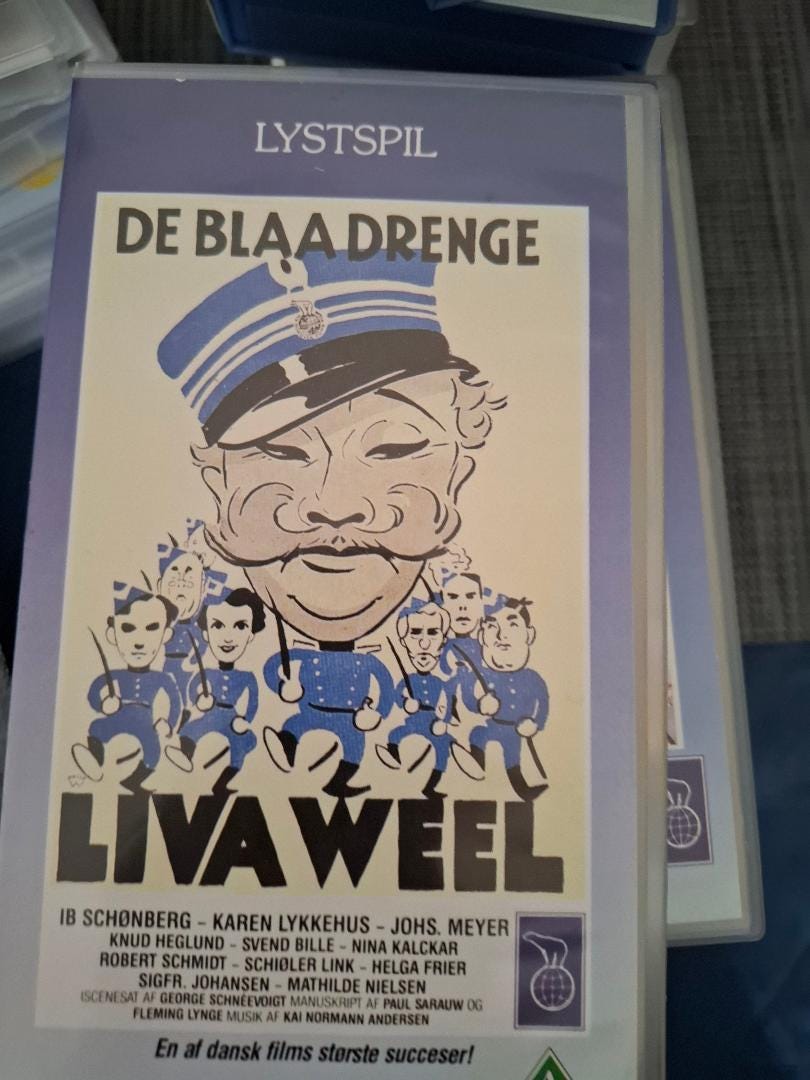 LYSTSPIL
DE BLAA DRENGE
LIVA WEEL
IB SCHØNBERG - KAREN LYKKEHUS - JOHS. MEYER
KNUD HEGLUND - SVEND BILLE - NINA KALCKAR
ROBERT SCHMIDT - SCHIØLER LINK - HELGA FRIER
SIGFR. JOHANSEN - MATHILDE NIELSEN
ISCENESAT AF GEORGE SCHNÉEVOIGT MANUSKRIPT AF PAUL SARAUW OG
FLEMING LYNGE MUSIK AF KAI NORMANN ANDERSEN
En af dansk films største succeser!